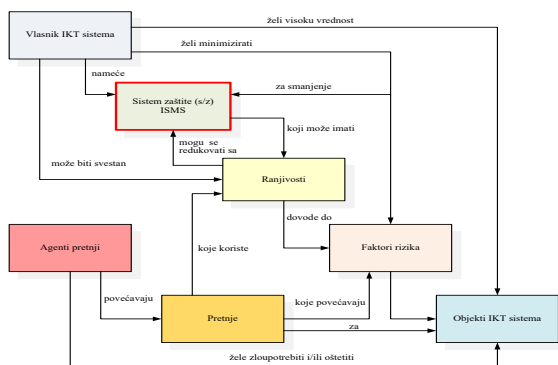 želi visoku vrednost
Vlasnik IKT sistema
želi minimizirati
nameće
za smanjenje
Sistem zaštite (s/z)
ISMS
koji može imati
mogu se
redukovati sa
može biti svestan
Ranjivosti
dovode do
Agenti pretnji
koje koriste
Faktori rizika
povećavaju
koje povećavaju
Pretnje
za
Objekti IKT sistema
žele zloupotrebiti i/ili oštetiti